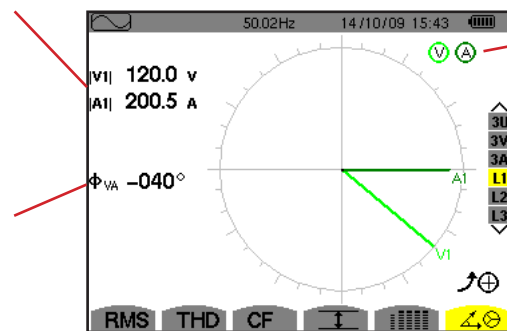 50.02Hz 14/10/09 15:43
V A
|V1| 120.0 V
|A1| 200.5 A
ΦVA -040°
A1
V1
3U
3V
3A
L1
L2
L3
RMS THD CF